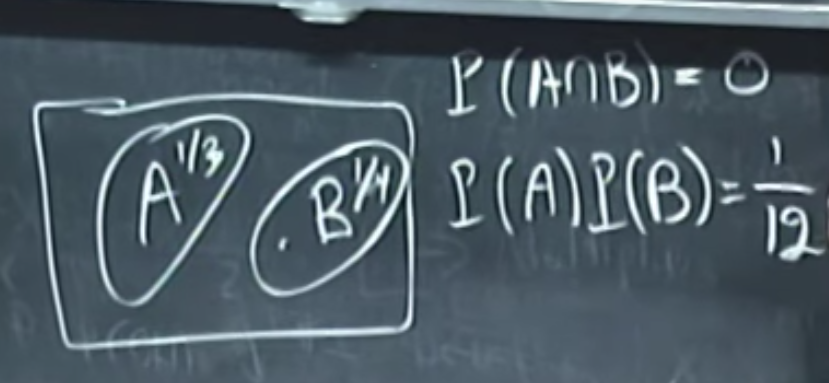 P(A∩B) = 0
A 1/3
B 1/4
P(A)P(B) = 1/12